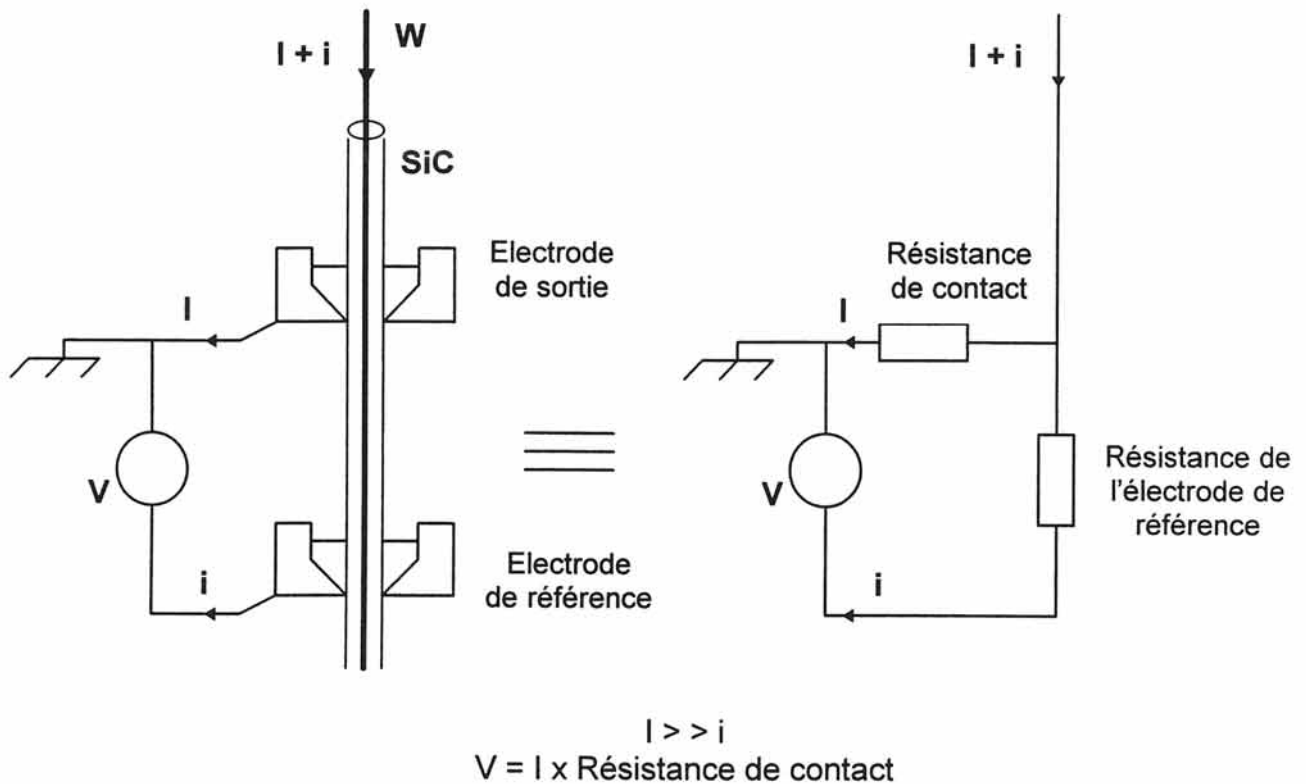 I + i
W
SiC
Electrode
de sortie
I
V
i
Electrode
de référence
I + i
Résistance
de contact
I
V
Résistance de
l'électrode de
référence
i
I > > i
V = I x Résistance de contact